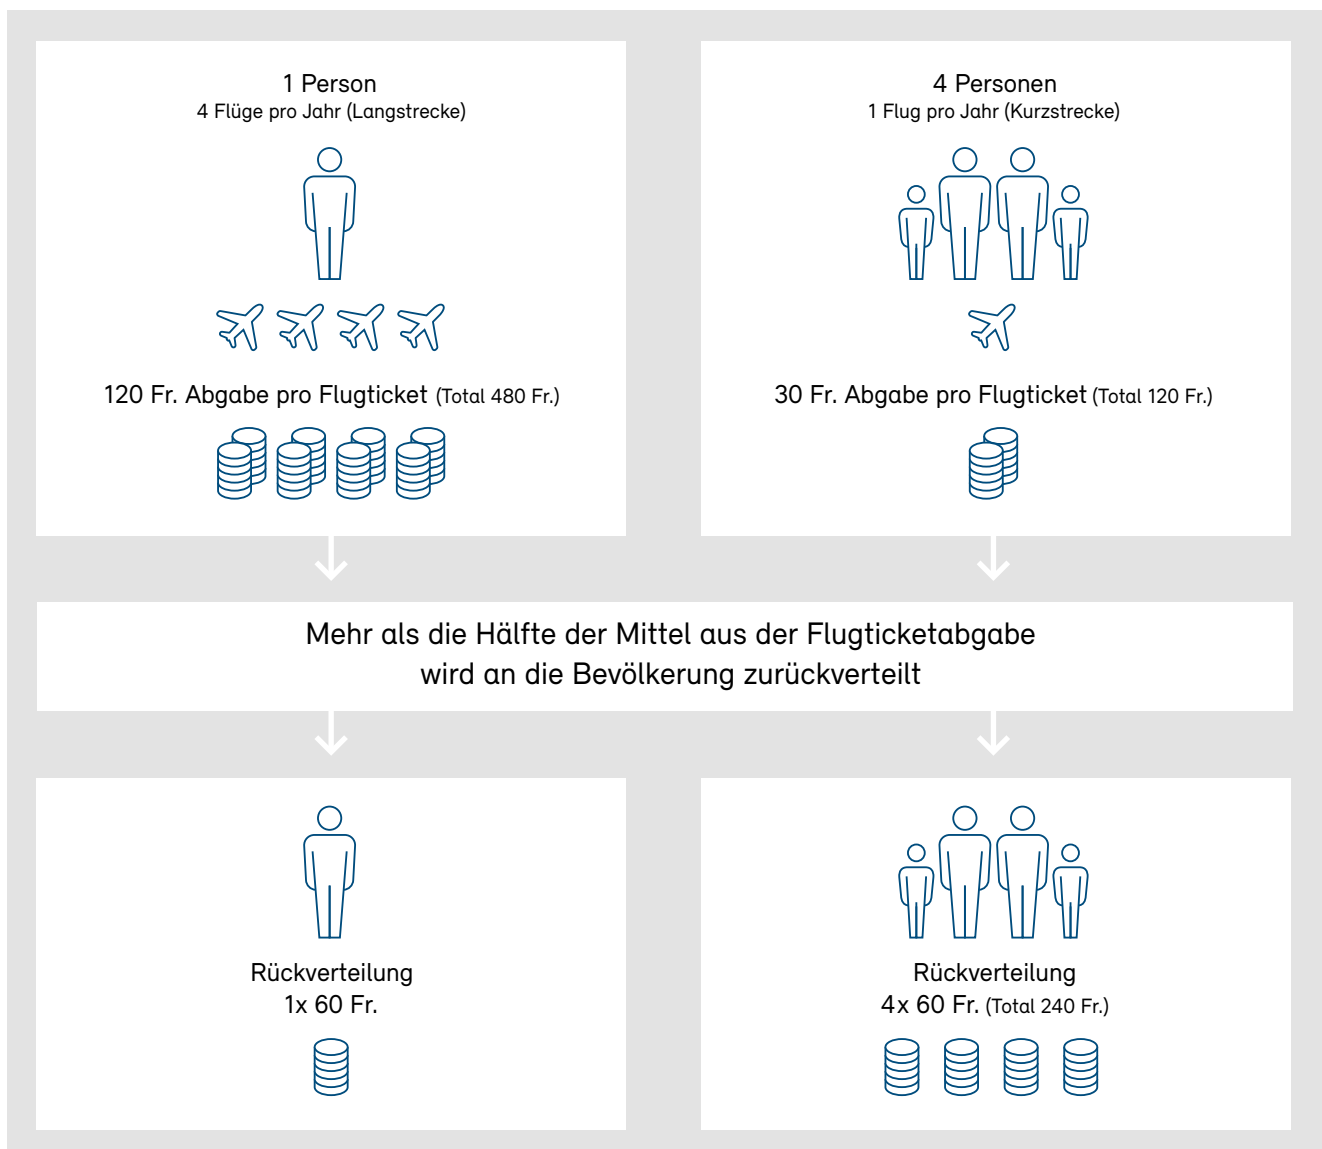 1 Person
4 Flüge pro Jahr (Langstrecke)
120 Fr. Abgabe pro Flugticket (Total 480 Fr.)
4 Personen
1 Flug pro Jahr (Kurzstrecke)
30 Fr. Abgabe pro Flugticket (Total 120 Fr.)
Mehr als die Hälfte der Mittel aus der Flugticketabgabe
wird an die Bevölkerung zurückverteilt
Rückverteilung
1x 60 Fr.
Rückverteilung
4x 60 Fr. (Total 240 Fr.)